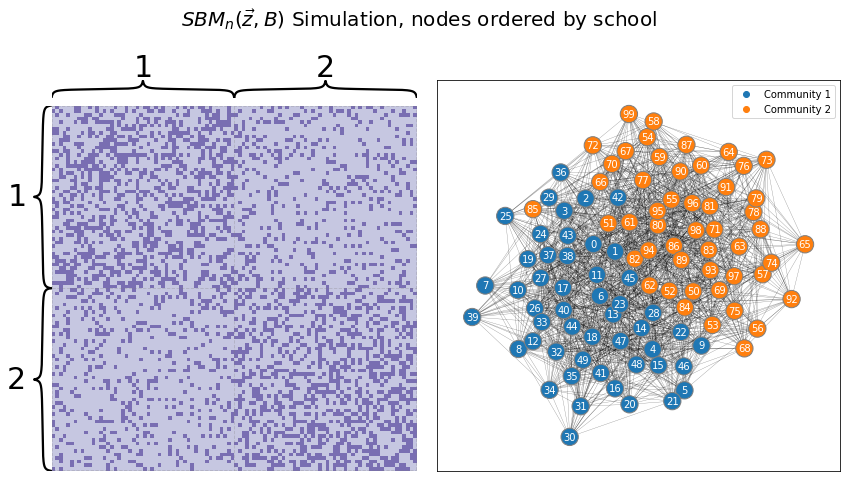 SBMₙ(z⃗, B) Simulation, nodes ordered by school
1 2
1
2
Community 1
Community 2
99
58
54
72 67 87 64
59 73
70 90 60 76
36 66 77 91
29 2 42 55 79
85 3 95 96 81 78
25 51 61 80
24 43 98 71 88
0 86 63 65
37 38 1 94 83
19 82 89 74
27 11 45 93 97 57
7 10 17 62 52 50 69
6 92
39 26 40 23 84 75
33 13 28
44 14 53 56
12 18 47 22
8 32 4 9 68
49 48 15 46
35 41
34 16 5
31 20 21
30